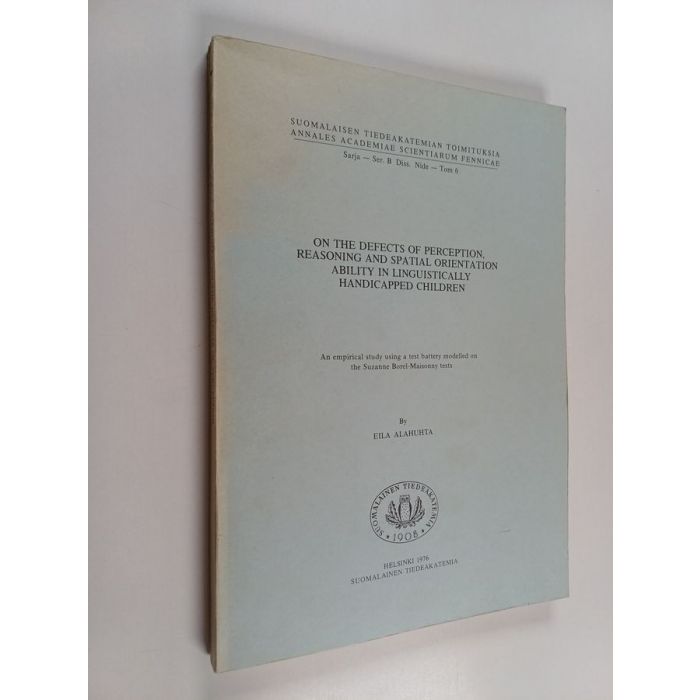 SUOMALAISEN TIEDEAKATEMIAN TOIMITUKSIA
ANNALES ACADEMIAE SCIENTIARUM FENNICAE
Sarja — Ser. B Diss. Nide — Tom 6
ON THE DEFECTS OF PERCEPTION,
REASONING AND SPATIAL ORIENTATION
ABILITY IN LINGUISTICALLY
HANDICAPPED CHILDREN
An empirical study using a test battery modelled on
the Suzanne Borel-Maisonny tests
By
EILA ALAHUHTA
SUOMALAINEN TIEDEAKATEMIA
1908
HELSINKI 1976
SUOMALAINEN TIEDEAKATEMIA